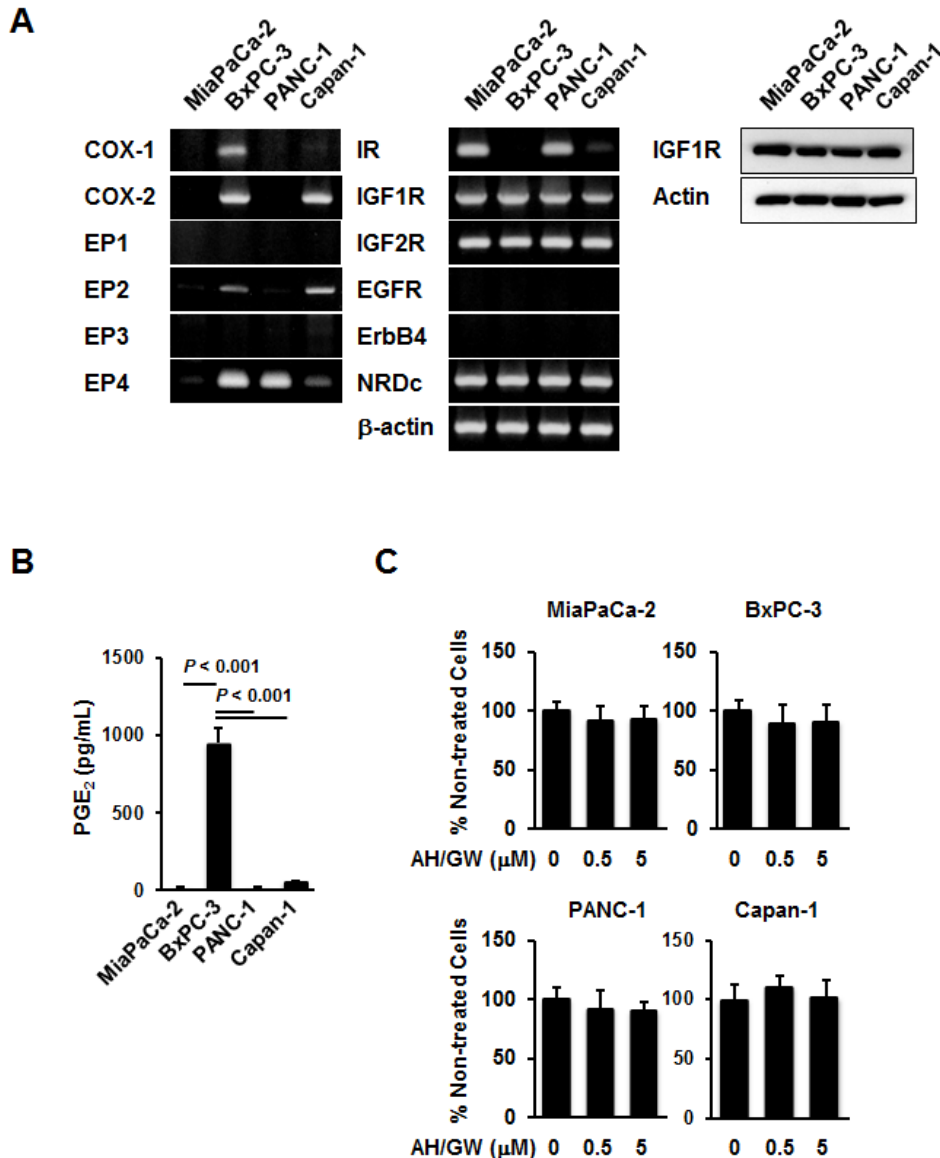 A
MiaPaCa-2 BxPC-3 PANC-1 Capan-1
COX-1
COX-2
EP1
EP2
EP3
EP4
MiaPaCa-2 BxPC-3 PANC-1 Capan-1
IR
IGF1R
IGF2R
EGFR
ErbB4
NRDc
β-actin
MiaPaCa-2 BxPC-3 PANC-1 Capan-1
IGF1R
Actin
B
PGE₂ (pg/mL)
1500
1000
500
0
P < 0.001
P < 0.001
MiaPaCa-2 BxPC-3 PANC-1 Capan-1
C
MiaPaCa-2
% Non-treated Cells
150
100
50
0
AH/GW (μM) 0 0.5 5
BxPC-3
150
100
50
0
0 0.5 5
PANC-1
% Non-treated Cells
150
100
50
0
AH/GW (μM) 0 0.5 5
Capan-1
150
100
50
0
0 0.5 5